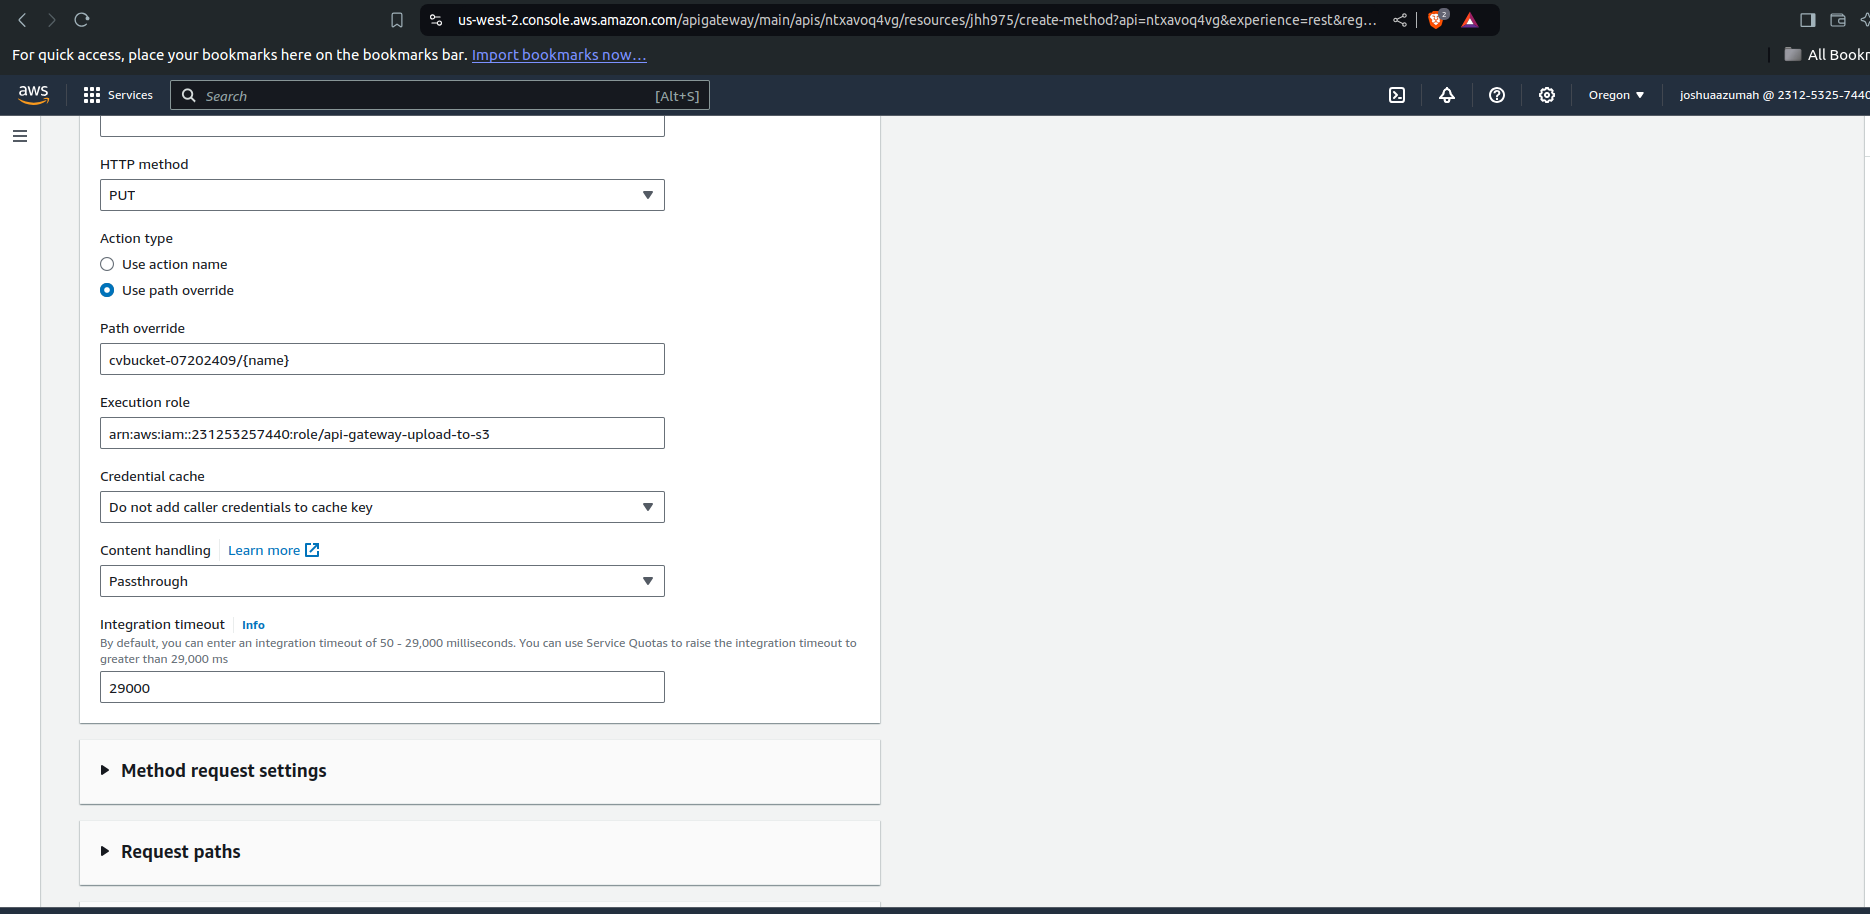 us-west-2.console.aws.amazon.com/apigateway/main/apis/ntxavoq4vg/resources/jhh975/create-method?api=ntxavoq4vg&experience=rest&reg...
2
For quick access, place your bookmarks here on the bookmarks bar. Import bookmarks now...
All Bookr
aws
Services
Search
[Alt+S]
Oregon
joshuaazumah @ 2312-5325-7440
HTTP method
PUT
Action type
Use action name
Use path override
Path override
cvbucket-07202409/{name}
Execution role
arn:aws:iam::231253257440:role/api-gateway-upload-to-s3
Credential cache
Do not add caller credentials to cache key
Content handling
Learn more
Passthrough
Integration timeout
Info
By default, you can enter an integration timeout of 50 - 29,000 milliseconds. You can use Service Quotas to raise the integration timeout to
greater than 29,000 ms
29000
Method request settings
Request paths